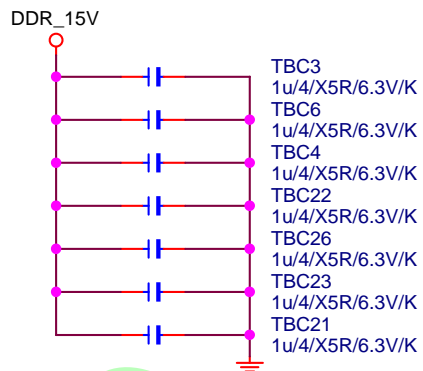 DDR_15V
TBC3
1u/4/X5R/6.3V/K
TBC6
1u/4/X5R/6.3V/K
TBC4
1u/4/X5R/6.3V/K
TBC22
1u/4/X5R/6.3V/K
TBC26
1u/4/X5R/6.3V/K
TBC23
1u/4/X5R/6.3V/K
TBC21
1u/4/X5R/6.3V/K